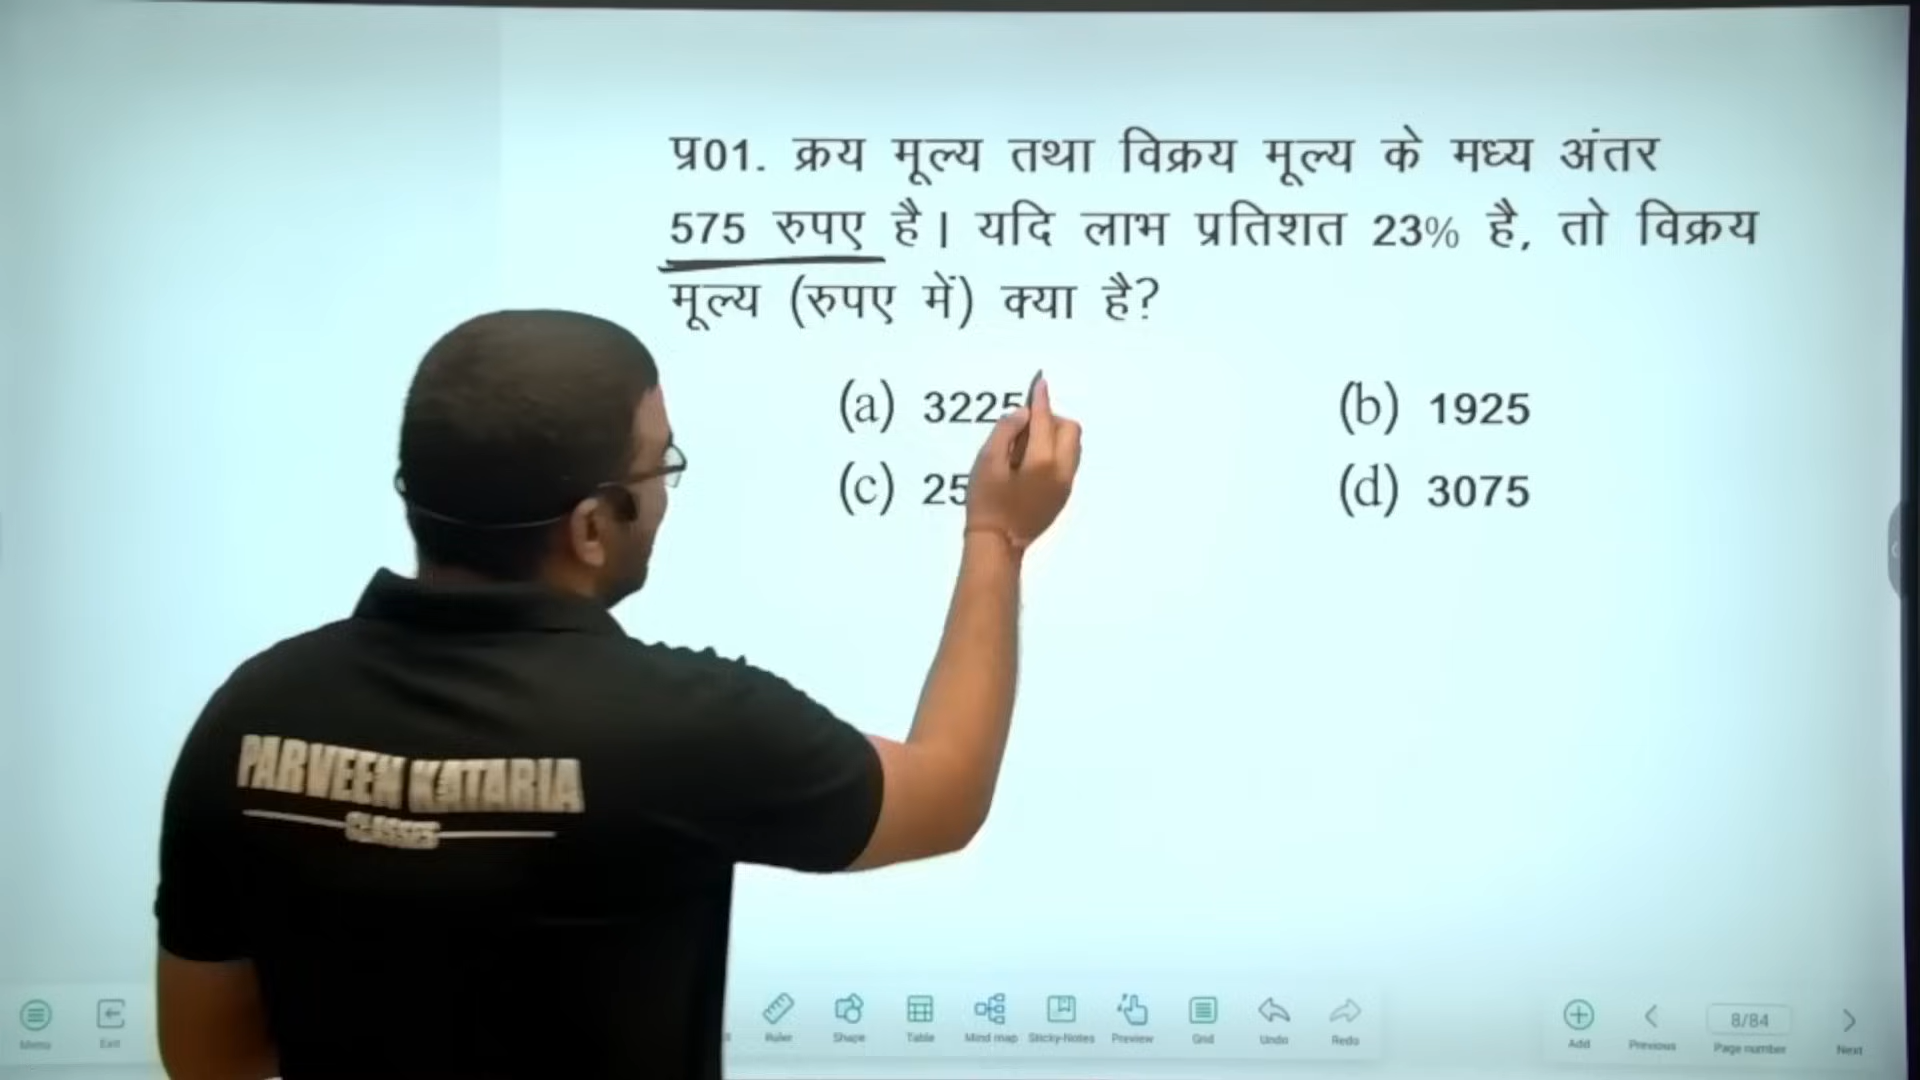 प्र01. क्रय मूल्य तथा विक्रय मूल्य के मध्य अंतर
575 रुपए है। यदि लाभ प्रतिशत 23% है, तो विक्रय
मूल्य (रुपए में) क्या है?
(a) 3225 (b) 1925
(c) 25 (d) 3075
PARVEEN KATARIA
CLASSES
Menu Exit Ruler Shape Table Mind map Sticky-Notes Preview Grid Undo Redo Add Previous 8/84 Page number Next